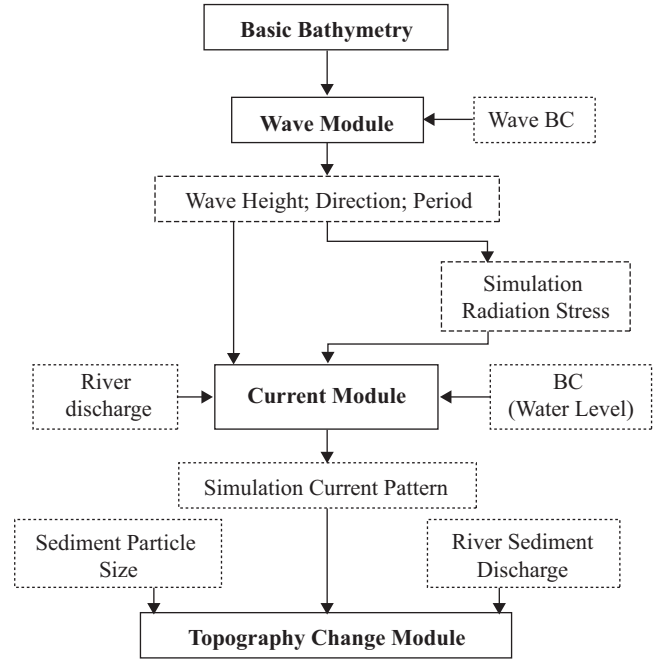 Basic Bathymetry
Wave Module
Wave BC
Wave Height; Direction; Period
Simulation
Radiation Stress
River
discharge
Current Module
BC
(Water Level)
Simulation Current Pattern
Sediment Particle
Size
River Sediment
Discharge
Topography Change Module